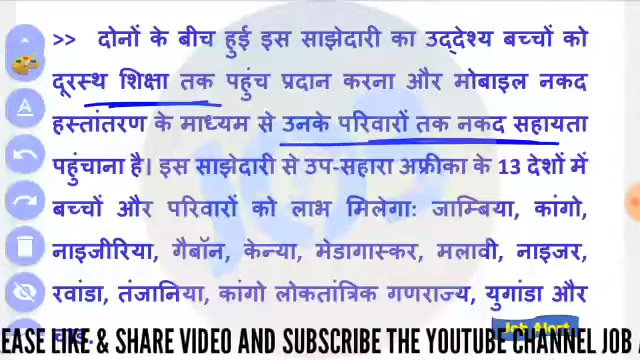 >> दोनों के बीच हुई इस साझेदारी का उद्देश्य बच्चों को
दूरस्थ शिक्षा तक पहुंच प्रदान करना और मोबाइल नकद
हस्तांतरण के माध्यम से उनके परिवारों तक नकद सहायता
पहुंचाना है। इस साझेदारी से उप-सहारा अफ्रीका के 13 देशों में
बच्चों और परिवारों को लाभ मिलेगा: जाम्बिया, कांगो,
नाइजीरिया, गैबॉन, केन्या, मेडागास्कर, मलावी, नाइजर,
रवांडा, तंजानिया, कांगो लोकतांत्रिक गणराज्य, युगांडा और
Job Alert
EASE LIKE & SHARE VIDEO AND SUBSCRIBE THE YOUTUBE CHANNEL JOB